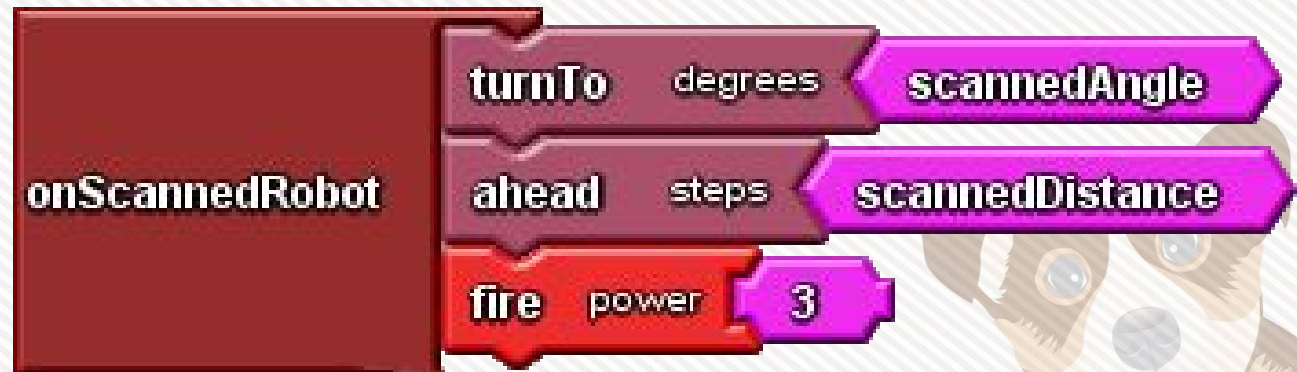 turnTo degrees scannedAngle
onScannedRobot ahead steps scannedDistance
fire power 3